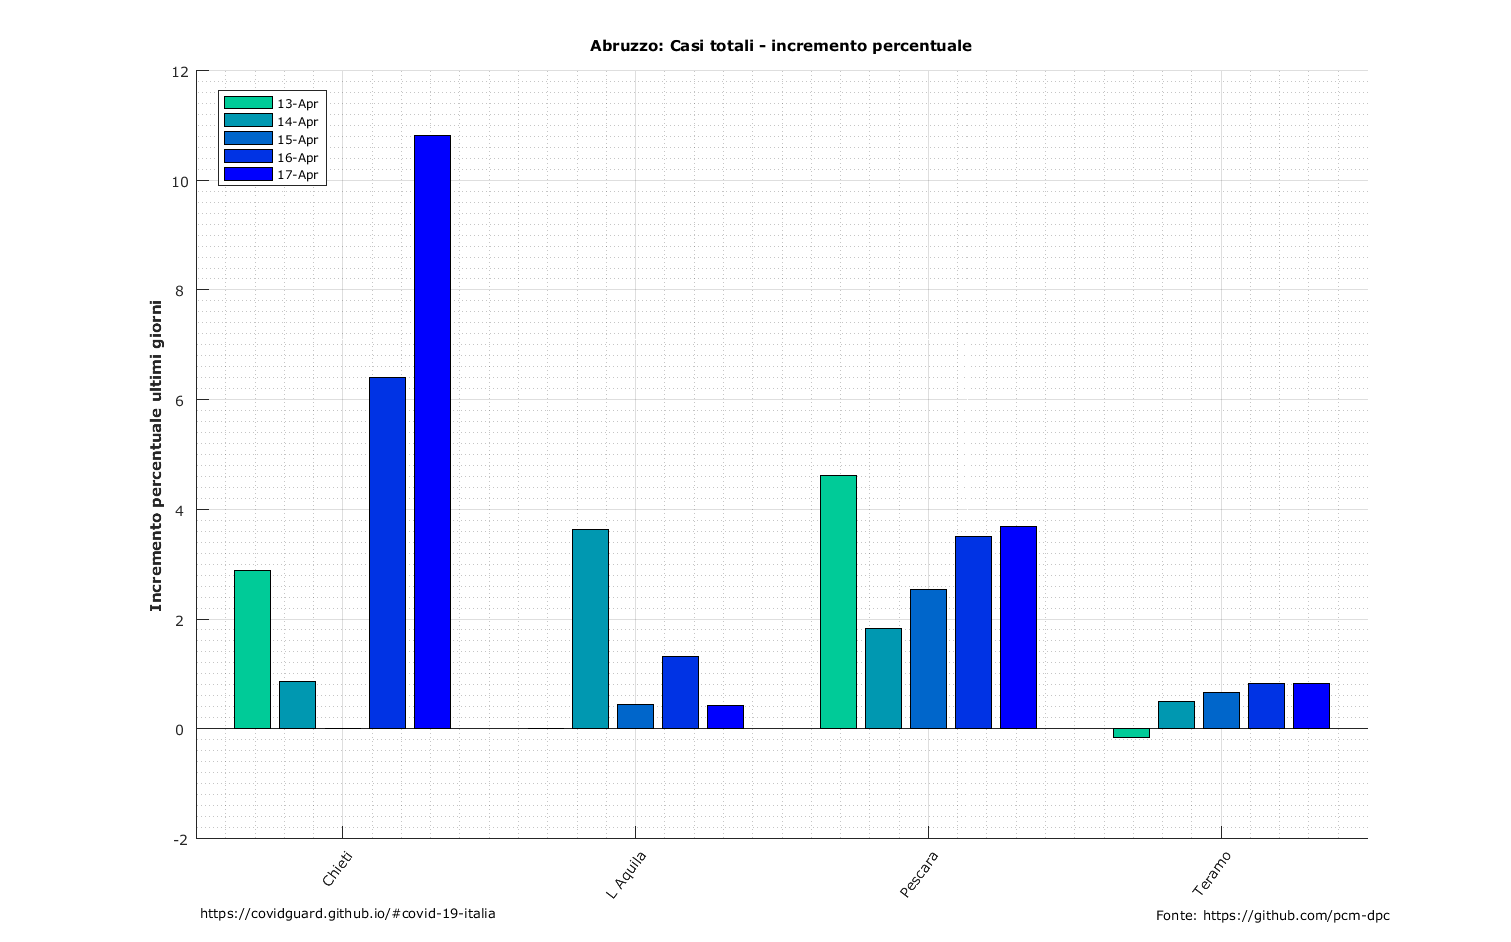 Abruzzo: Casi totali - incremento percentuale
12
10
8
6
4
2
0
-2
Incremento percentuale ultimi giorni
13-Apr
14-Apr
15-Apr
16-Apr
17-Apr
Chieti
L Aquila
Pescara
Teramo
https://covidguard.github.io/#covid-19-italia
Fonte: https://github.com/pcm-dpc